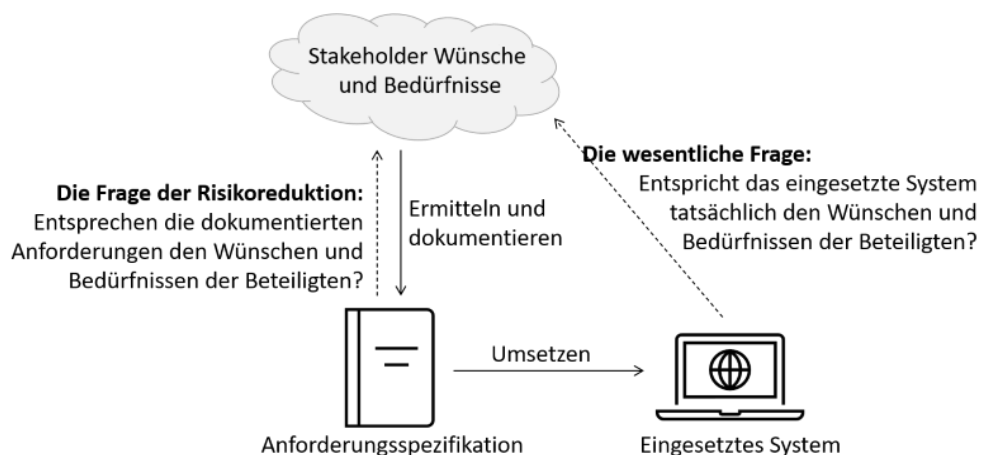 Stakeholder Wünsche
und Bedürfnisse
Die Frage der Risikoreduktion:
Entsprechen die dokumentierten
Anforderungen den Wünschen und
Bedürfnissen der Beteiligten?
Ermitteln und
dokumentieren
Die wesentliche Frage:
Entspricht das eingesetzte System
tatsächlich den Wünschen und
Bedürfnissen der Beteiligten?
Umsetzen
Anforderungsspezifikation
Eingesetztes System